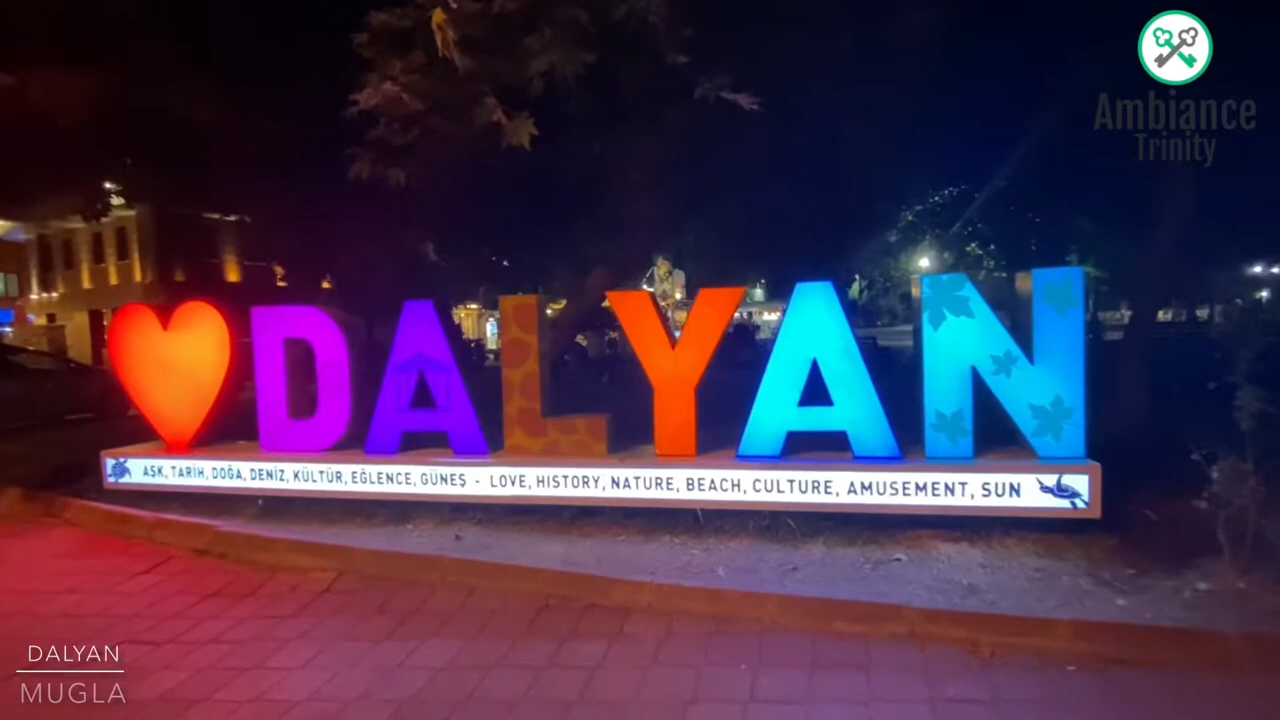 Ambiance
Trinity
DALYAN
AŞK, TARİH, DOĞA, DENİZ, KÜLTÜR, EĞLENCE, GÜNEŞ - LOVE, HISTORY, NATURE, BEACH, CULTURE, AMUSEMENT, SUN
DALYAN
MUGLA